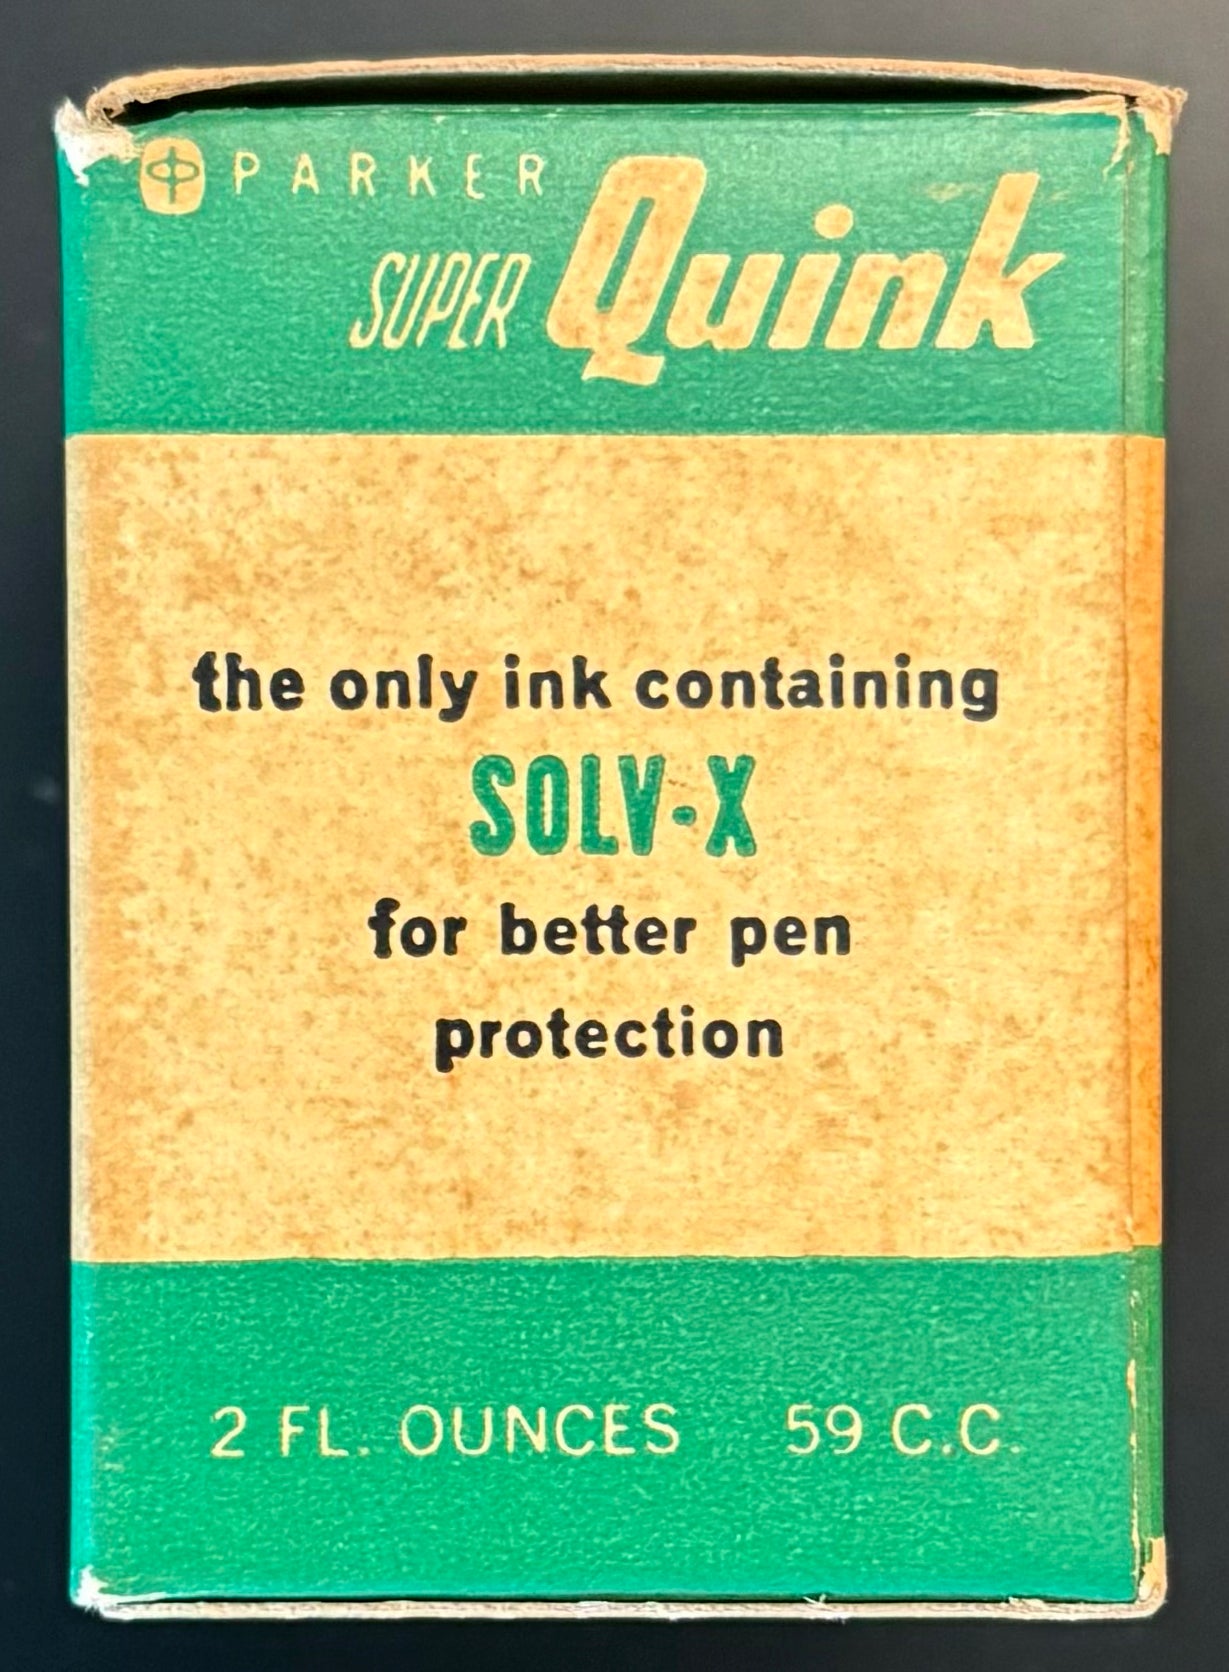 PARKER
SUPER Quink
the only ink containing
SOLV-X
for better pen
protection
2 FL. OUNCES 59 C.C.